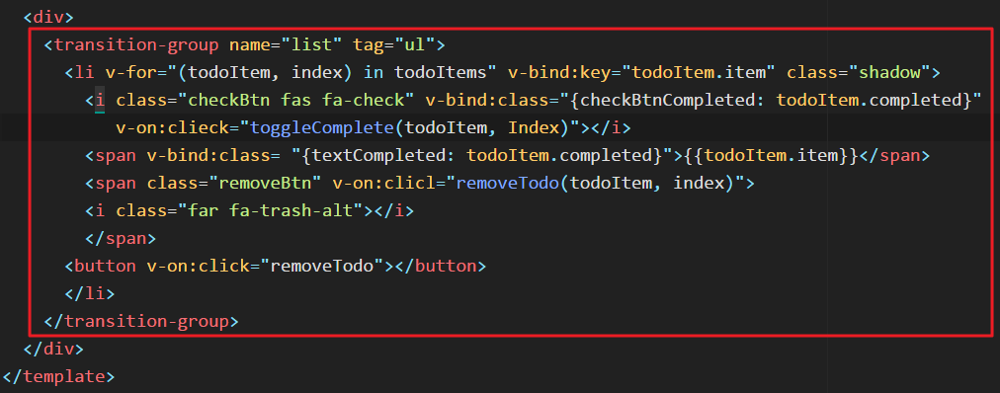 <div>
<transition-group name="list" tag="ul">
<li v-for="(todoItem, index) in todoItems" v-bind:key="todoItem.item" class="shadow">
<i class="checkBtn fas fa-check" v-bind:class="{checkBtnCompleted: todoItem.completed}"
v-on:clieck="toggleComplete(todoItem, Index)"></i>
<span v-bind:class= "{textCompleted: todoItem.completed}">{{todoItem.item}}</span>
<span class="removeBtn" v-on:clicl="removeTodo(todoItem, index)">
<i class="far fa-trash-alt"></i>
</span>
<button v-on:click="removeTodo"></button>
</li>
</transition-group>
</div>
</template>